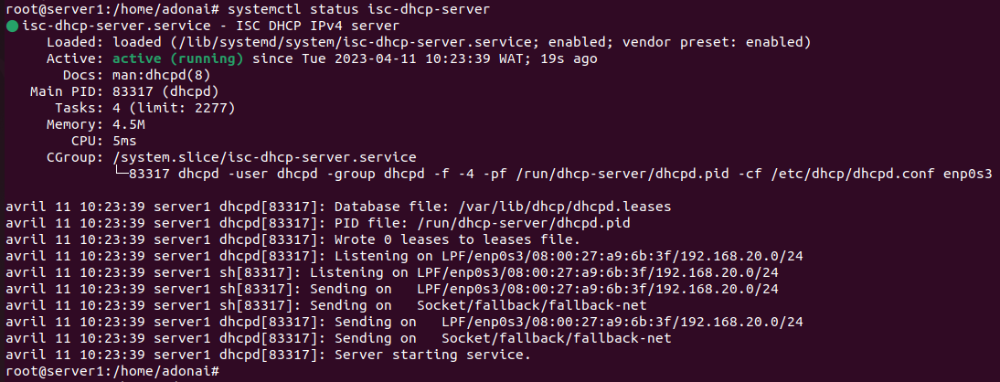 root@server1:/home/adonai# systemctl status isc-dhcp-server
● isc-dhcp-server.service - ISC DHCP IPv4 server
     Loaded: loaded (/lib/systemd/system/isc-dhcp-server.service; enabled; vendor preset: enabled)
     Active: active (running) since Tue 2023-04-11 10:23:39 WAT; 19s ago
       Docs: man:dhcpd(8)
   Main PID: 83317 (dhcpd)
      Tasks: 4 (limit: 2277)
     Memory: 4.5M
        CPU: 5ms
     CGroup: /system.slice/isc-dhcp-server.service
             └─83317 dhcpd -user dhcpd -group dhcpd -f -4 -pf /run/dhcp-server/dhcpd.pid -cf /etc/dhcp/dhcpd.conf enp0s3

avril 11 10:23:39 server1 dhcpd[83317]: Database file: /var/lib/dhcp/dhcpd.leases
avril 11 10:23:39 server1 dhcpd[83317]: PID file: /run/dhcp-server/dhcpd.pid
avril 11 10:23:39 server1 dhcpd[83317]: Wrote 0 leases to leases file.
avril 11 10:23:39 server1 dhcpd[83317]: Listening on LPF/enp0s3/08:00:27:a9:6b:3f/192.168.20.0/24
avril 11 10:23:39 server1 sh[83317]: Listening on LPF/enp0s3/08:00:27:a9:6b:3f/192.168.20.0/24
avril 11 10:23:39 server1 sh[83317]: Sending on   LPF/enp0s3/08:00:27:a9:6b:3f/192.168.20.0/24
avril 11 10:23:39 server1 sh[83317]: Sending on   Socket/fallback/fallback-net
avril 11 10:23:39 server1 dhcpd[83317]: Sending on   LPF/enp0s3/08:00:27:a9:6b:3f/192.168.20.0/24
avril 11 10:23:39 server1 dhcpd[83317]: Sending on   Socket/fallback/fallback-net
avril 11 10:23:39 server1 dhcpd[83317]: Server starting service.
root@server1:/home/adonai#